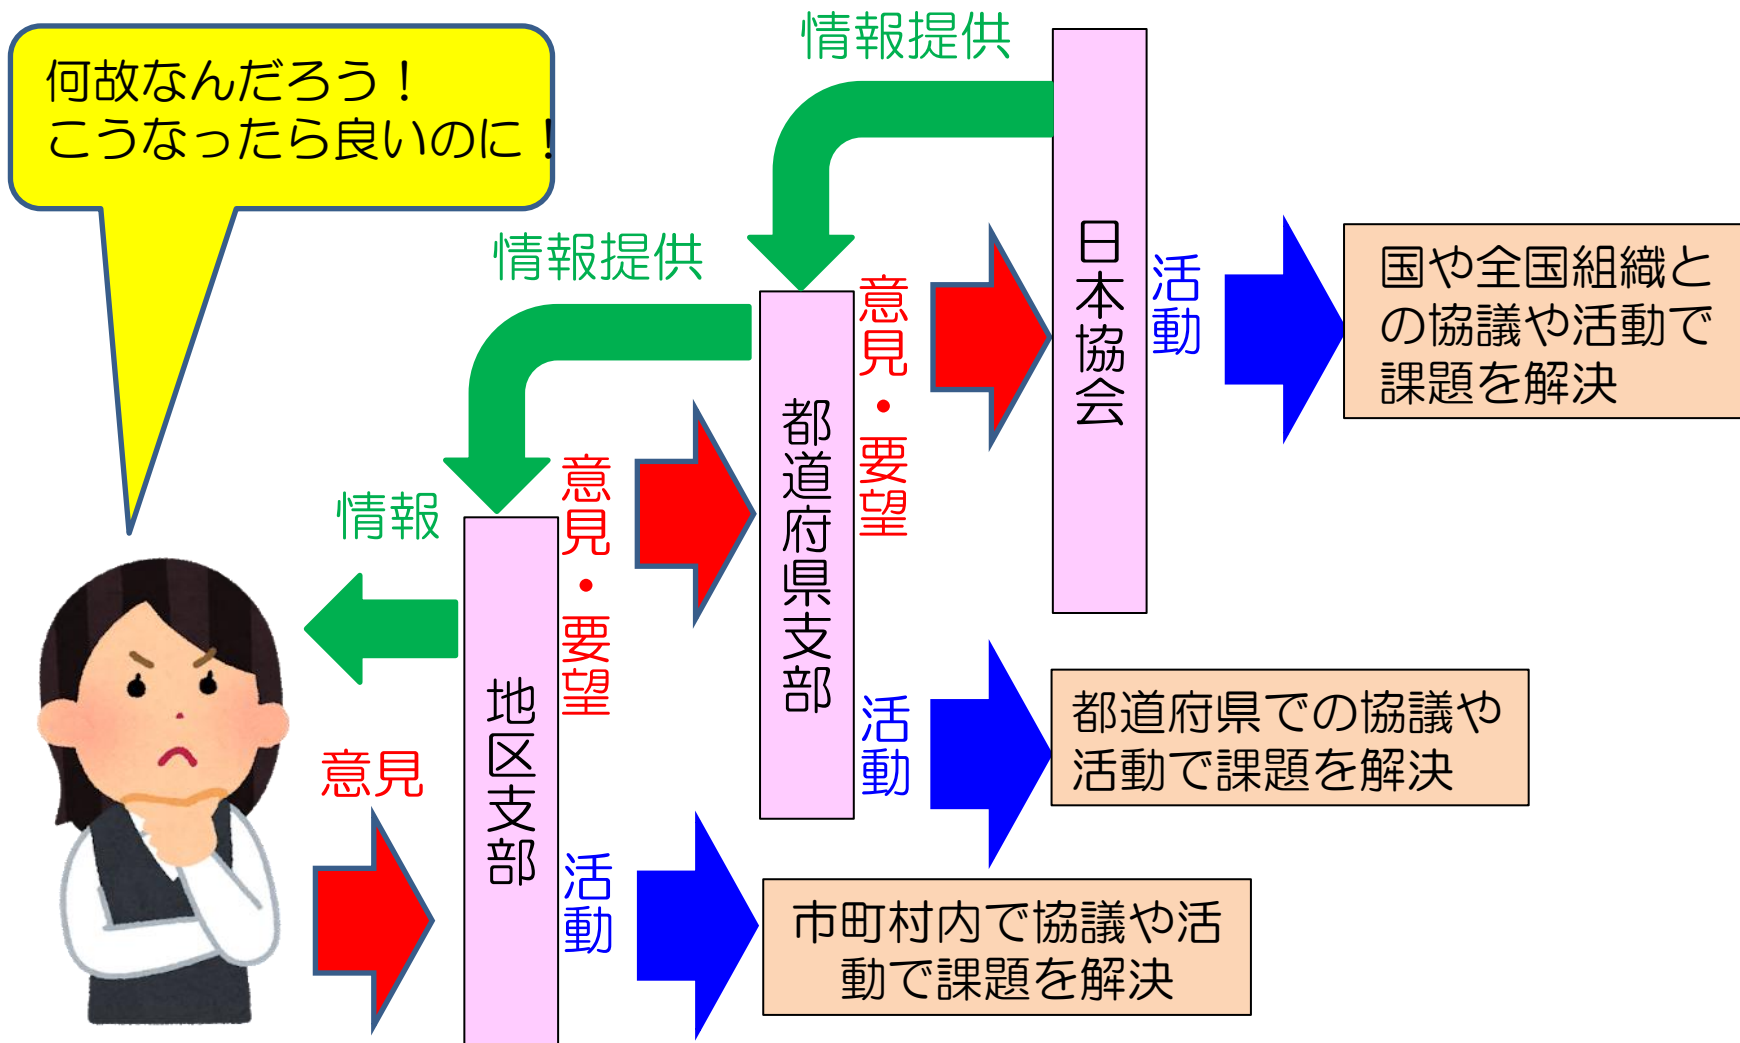 何故なんだろう！
こうなったら良いのに！
情報提供
情報提供
情報
意見
地区支部
意見・要望
活動
都道府県支部
意見・要望
活動
日本協会
活動
国や全国組織と
の協議や活動で
課題を解決
都道府県での協議や
活動で課題を解決
市町村内で協議や活
動で課題を解決